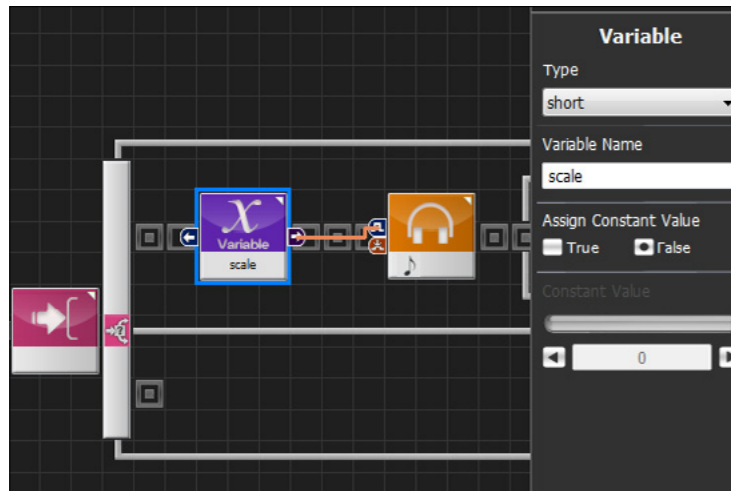 Variable
Type
short
Variable Name
scale
Assign Constant Value
True
False
Constant Value
0
X
Variable
scale